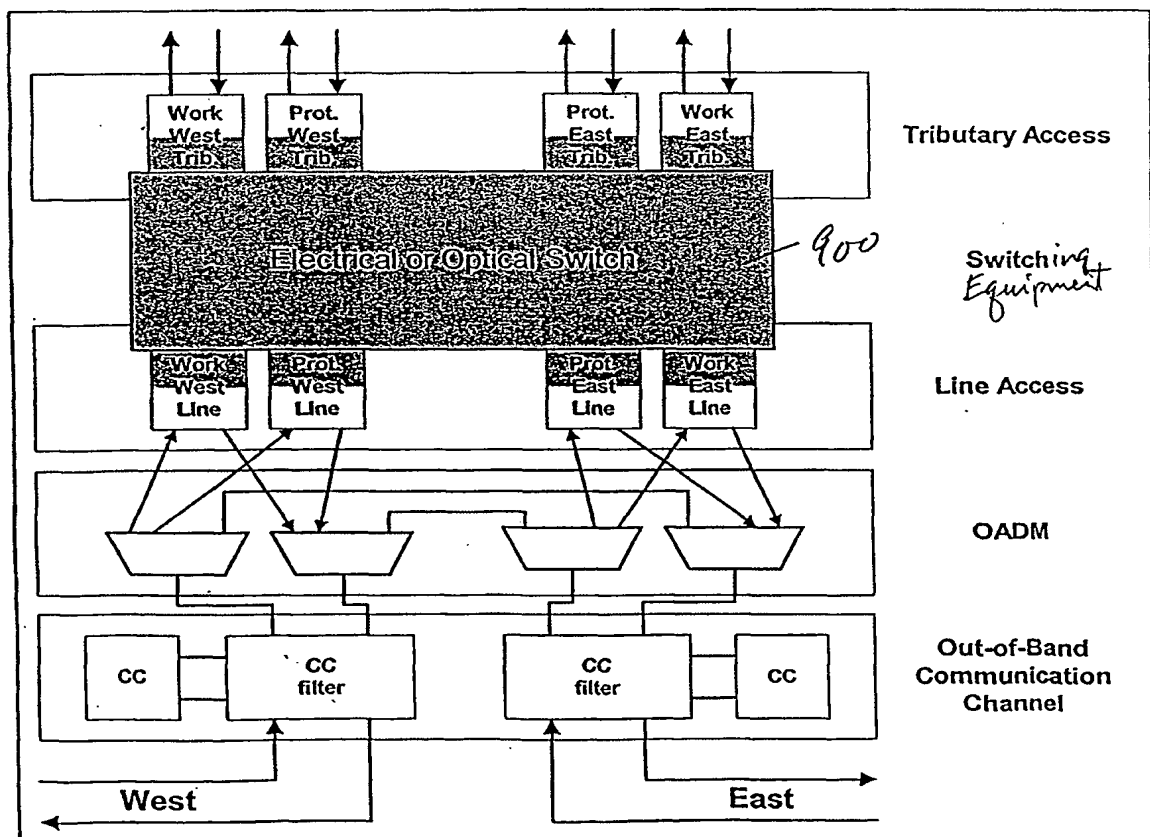 Work
West
Trib.
Prot.
West
Trib.
Prot.
East
Trib.
Work
East
Trib.
Tributary Access
Electrical or Optical Switch
900
Switching
Equipment
Work
West
Line
Prot.
West
Line
Prot.
East
Line
Work
East
Line
Line Access
OADM
CC
CC
filter
CC
filter
CC
Out-of-Band
Communication
Channel
West
East